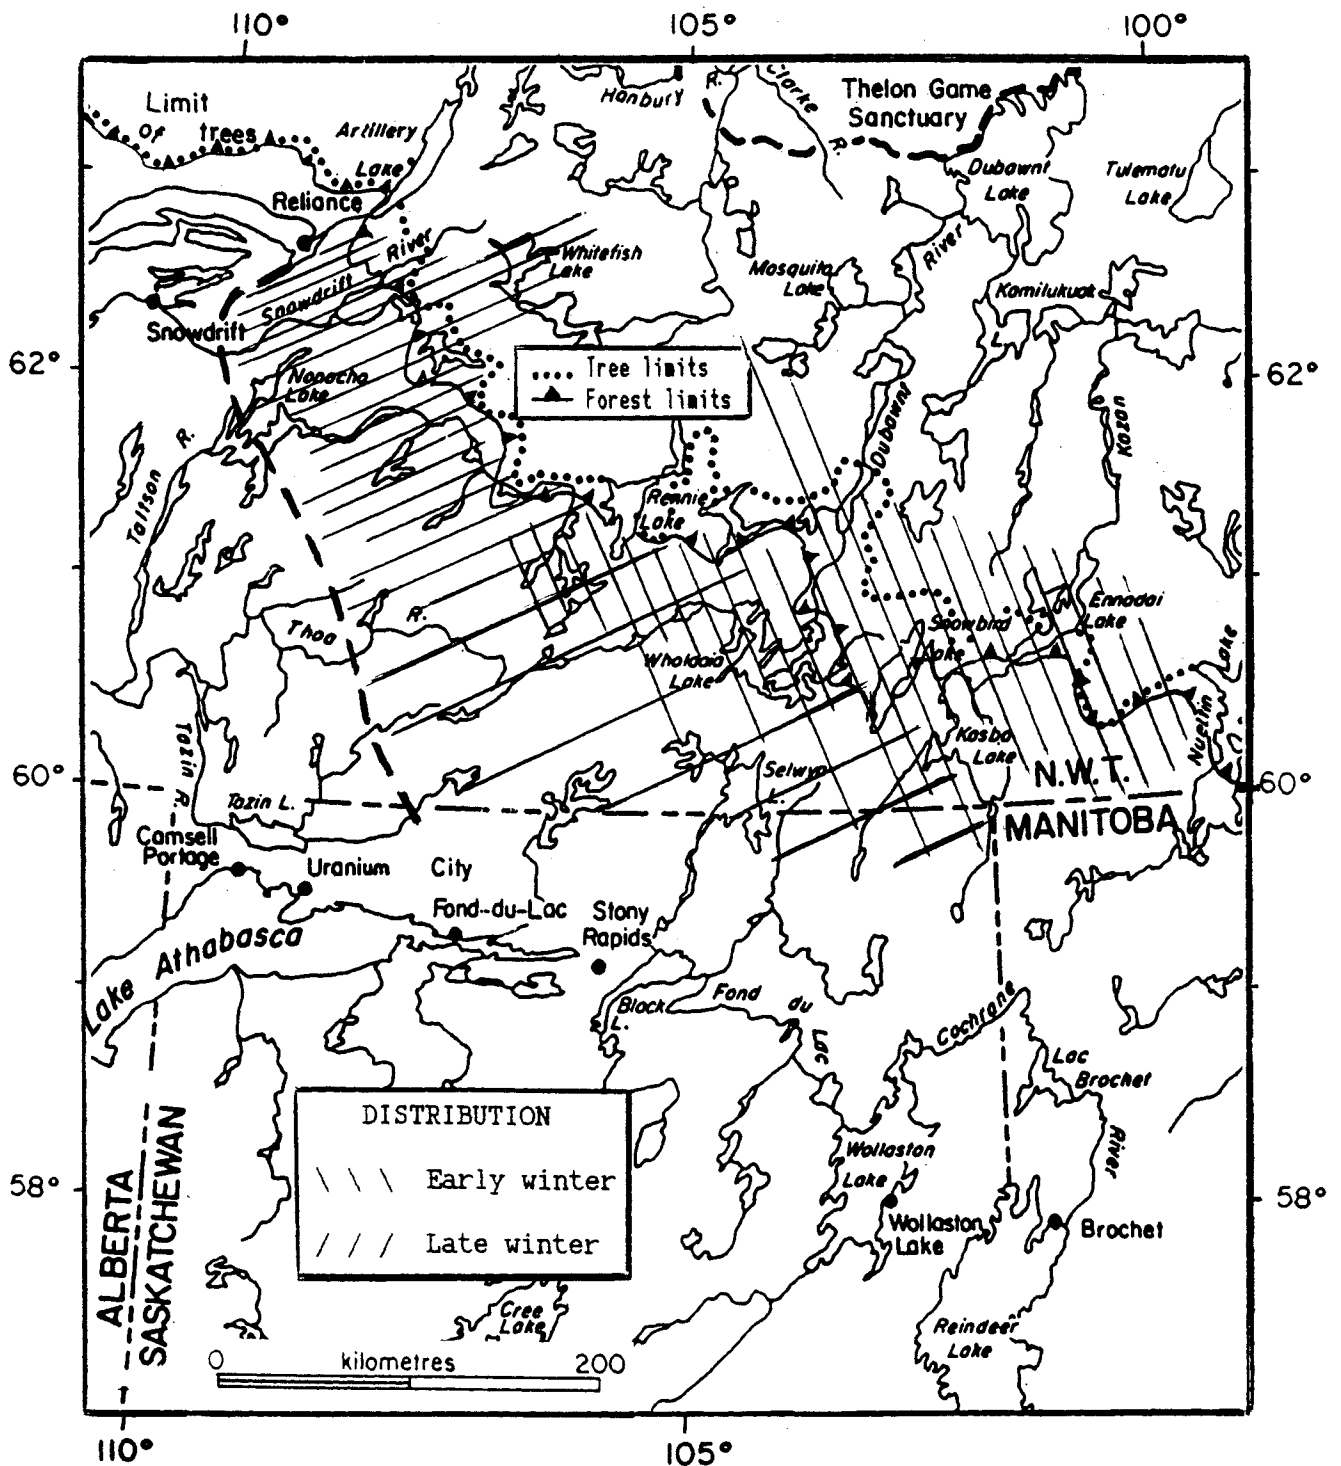 110°
105°
100°
Limit
of
trees
Artillery
Lake
Hanbury
R.
Clarke
R.
Thelon Game
Sanctuary
Dubawnt
Lake
Tulematu
Lake
Reliance
River
Snowdrift
Whitefish
Lake
Mosquito
Lake
River
Kamilukuak
Snowdrift
62°
62°
Tree limits
Forest limits
Nonacho
Lake
Dubawnt
Kazan
R.
Taltson
Rennie
Lake
Ennadai
Lake
Thoa
R.
Snowbird
Lake
Wholdaia
Lake
Lake
Nueltin
Kasba
Lake
Selwyn
L.
N.W.T.
60°
60°
Tazin R.
Tazin L.
MANITOBA
Camsell
Portage
Uranium City
Fond-du-Lac
Stony
Rapids
Lake Athabasca
Black
L.
Fond
du
Lac
Cochrane
Lac
Brochet
River
DISTRIBUTION
Early winter
Late winter
58°
58°
Wollaston
Lake
Wollaston
Lake
Brochet
ALBERTA
SASKATCHEWAN
Cree
Lake
Reindeer
Lake
0 kilometres 200
110°
105°